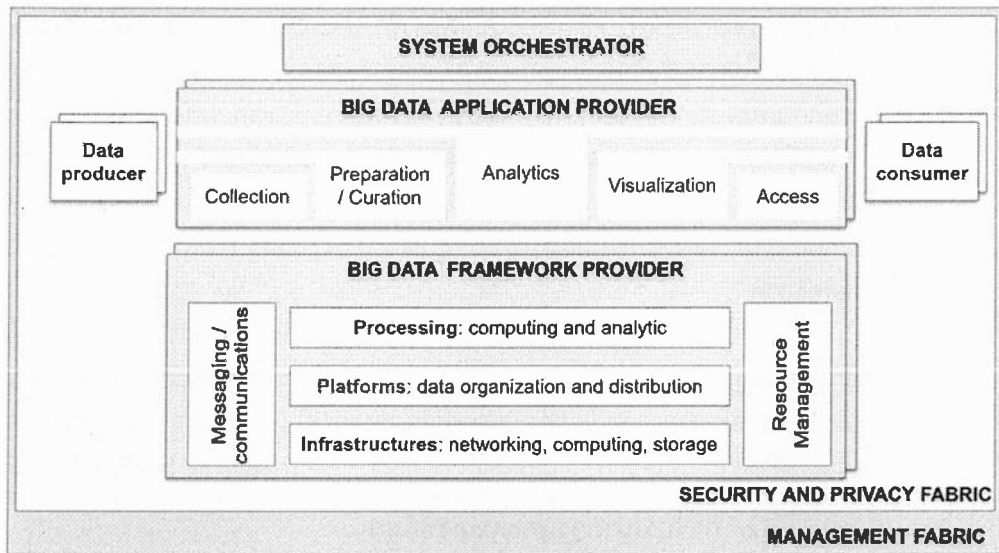 SYSTEM ORCHESTRATOR
BIG DATA APPLICATION PROVIDER
Data
producer
Collection
Preparation
/ Curation
Analytics
Visualization
Access
Data
consumer
BIG DATA FRAMEWORK PROVIDER
Messaging /
communications
Processing: computing and analytic
Platforms: data organization and distribution
Infrastructures: networking, computing, storage
Resource
Management
SECURITY AND PRIVACY FABRIC
MANAGEMENT FABRIC